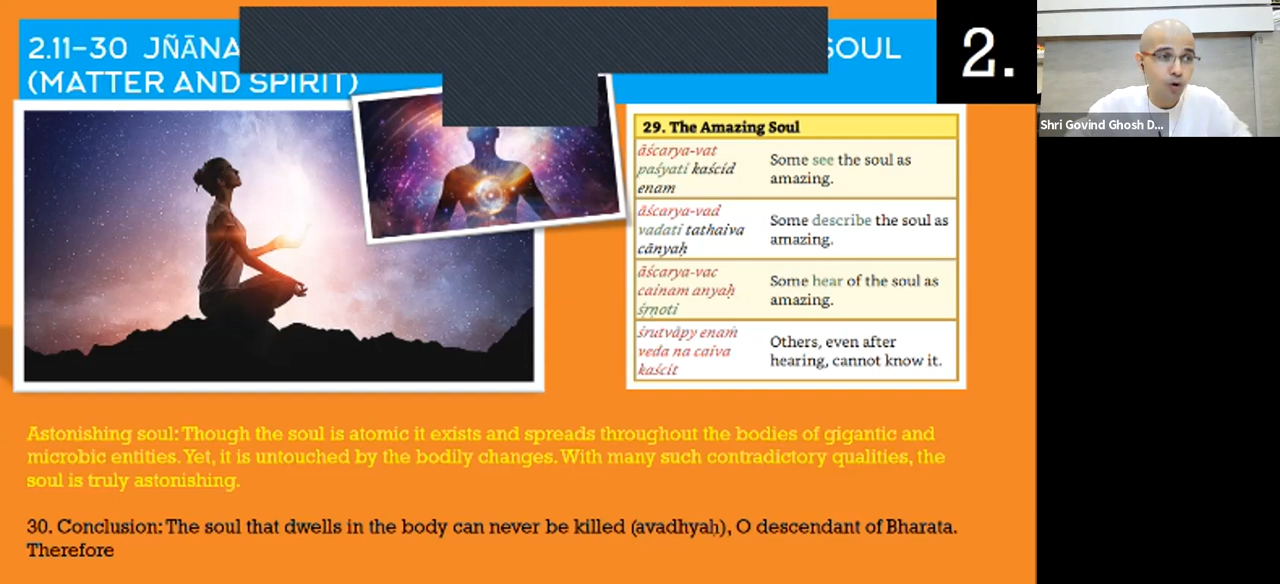 2.11–30 JÑĀNA
SOUL
(MATTER AND SPIRIT)
2.
Shri Govind Ghosh D...
29. The Amazing Soul
āścarya-vat
paśyati kaścid
enam
Some see the soul as
amazing.
āścarya-vad
vadati tathaiva
cānyaḥ
Some describe the soul as
amazing.
āścarya-vac
cainam anyaḥ
śṛṇoti
Some hear of the soul as
amazing.
śrutvāpy enaṁ
veda na caiva
kaścit
Others, even after
hearing, cannot know it.
Astonishing soul: Though the soul is atomic it exists and spreads throughout the bodies of gigantic and
microbic entities. Yet, it is untouched by the bodily changes. With many such contradictory qualities, the
soul is truly astonishing.
30. Conclusion: The soul that dwells in the body can never be killed (avadhyaḥ), O descendant of Bharata.
Therefore